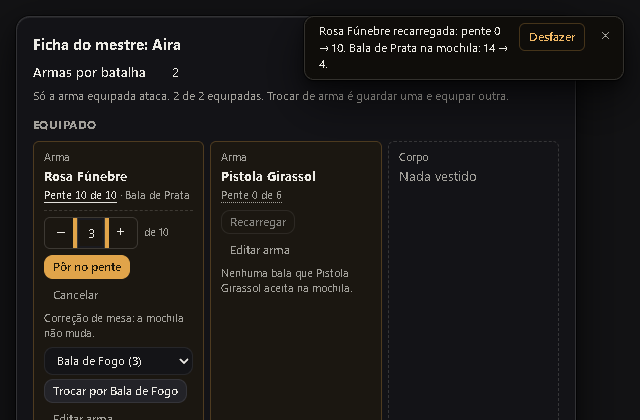 Ficha do mestre: Aira
Rosa Fúnebre recarregada: pente 0
→ 10. Bala de Prata na mochila: 14 →
4.
Desfazer
×
Armas por batalha 2
Só a arma equipada ataca. 2 de 2 equipadas. Trocar de arma é guardar uma e equipar outra.
EQUIPADO
Arma
Rosa Fúnebre
Pente 10 de 10 · Bala de Prata
− 3 + de 10
Pôr no pente
Cancelar
Correção de mesa: a mochila
não muda.
Bala de Fogo (3)
Trocar por Bala de Fogo
Editar arma
Arma
Pistola Girassol
Pente 0 de 6
Recarregar
Editar arma
Nenhuma bala que Pistola
Girassol aceita na mochila.
Corpo
Nada vestido